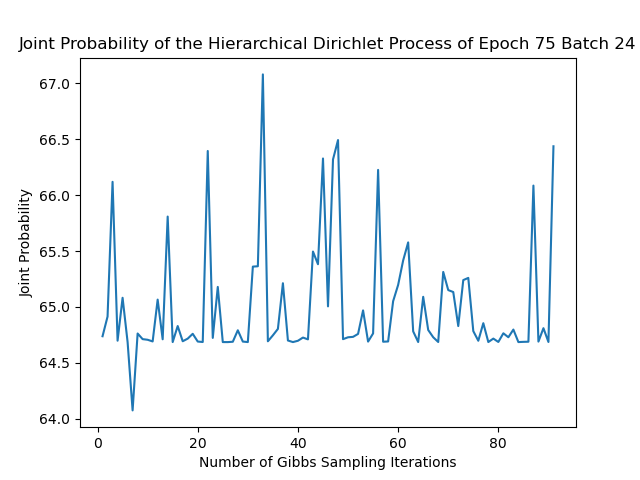 Joint Probability of the Hierarchical Dirichlet Process of Epoch 75 Batch 24
67.0
66.5
66.0
65.5
65.0
64.5
64.0
Joint Probability
0 20 40 60 80
Number of Gibbs Sampling Iterations